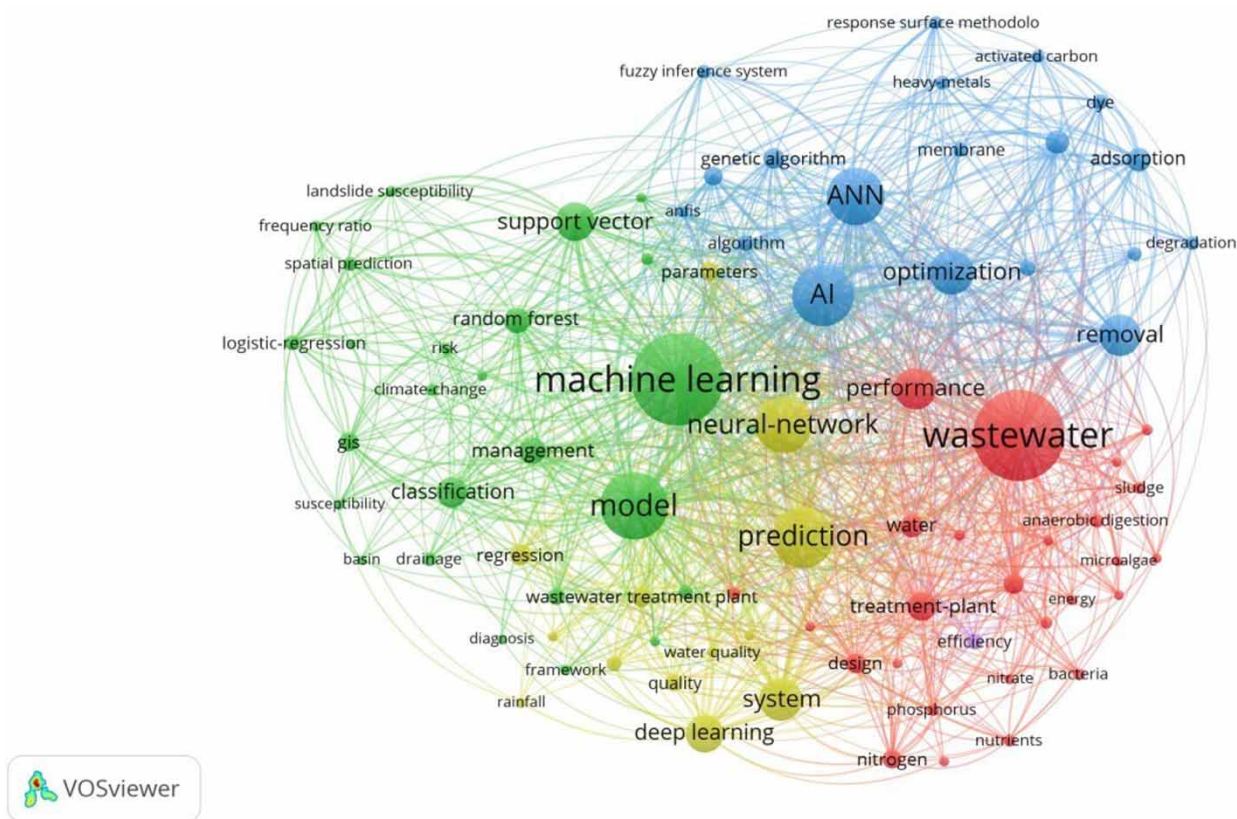 response surface methodolo
activated carbon
fuzzy inference system
heavy-metals
dye
membrane
genetic algorithm
adsorption
landslide susceptibility
ANN
support vector
anfis
frequency ratio
algorithm
degradation
spatial prediction
parameters
optimization
AI
random forest
removal
logistic-regression
risk
machine learning
climate-change
performance
neural-network
wastewater
gis
management
classification
sludge
susceptibility
model
water
anaerobic digestion
prediction
basin
drainage
regression
microalgae
wastewater treatment plant
treatment-plant
energy
diagnosis
water quality
efficiency
framework
design
quality
nitrate
bacteria
rainfall
system
phosphorus
deep learning
nutrients
nitrogen
VOSviewer